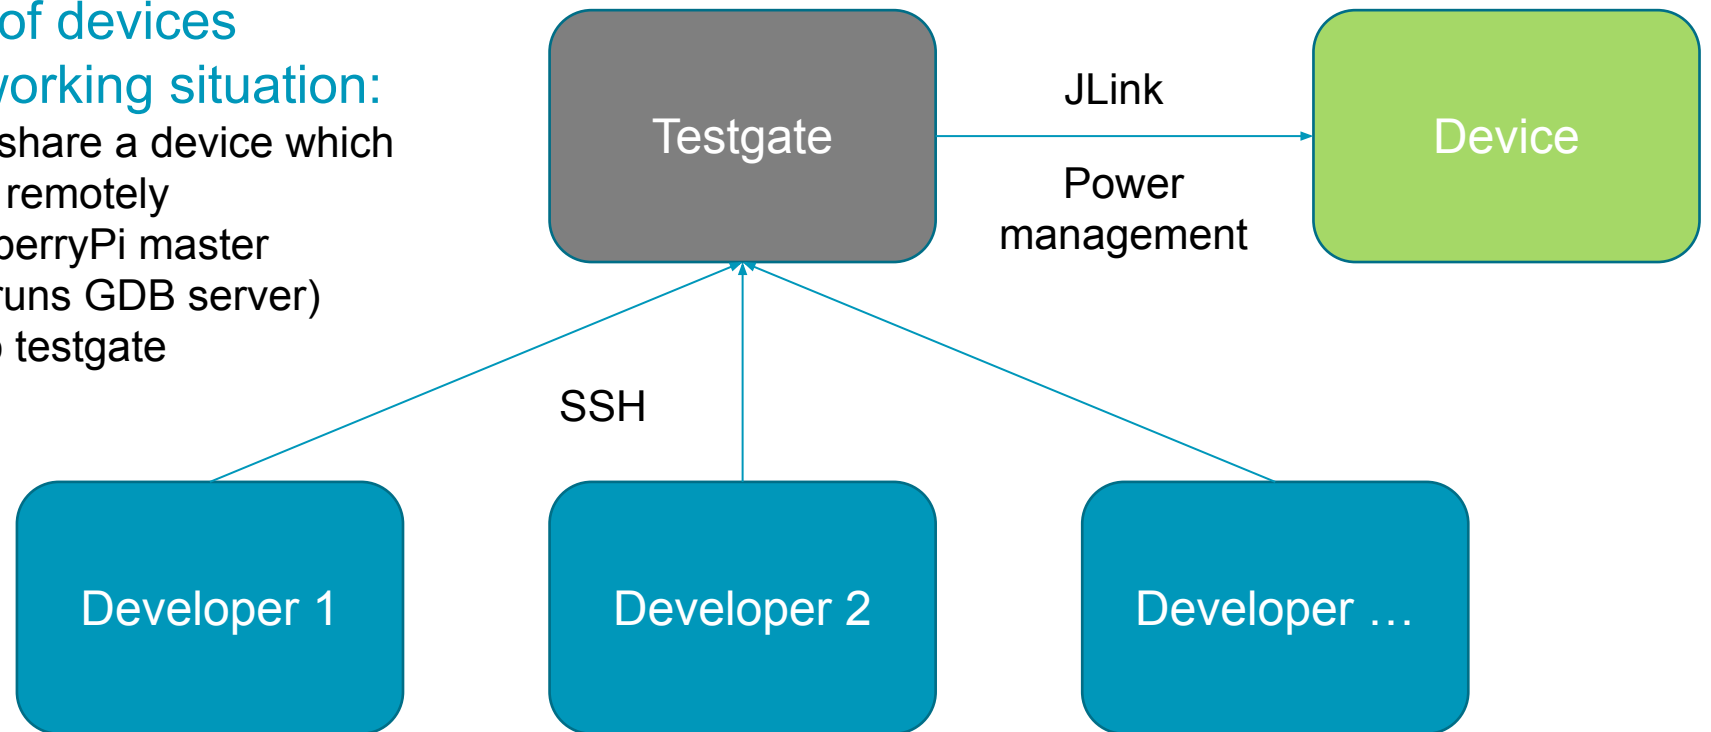 of devices
working situation:
share a device which
remotely
berryPi master
runs GDB server)
testgate
Testgate
JLink
Power
management
Device
SSH
Developer 1
Developer 2
Developer …